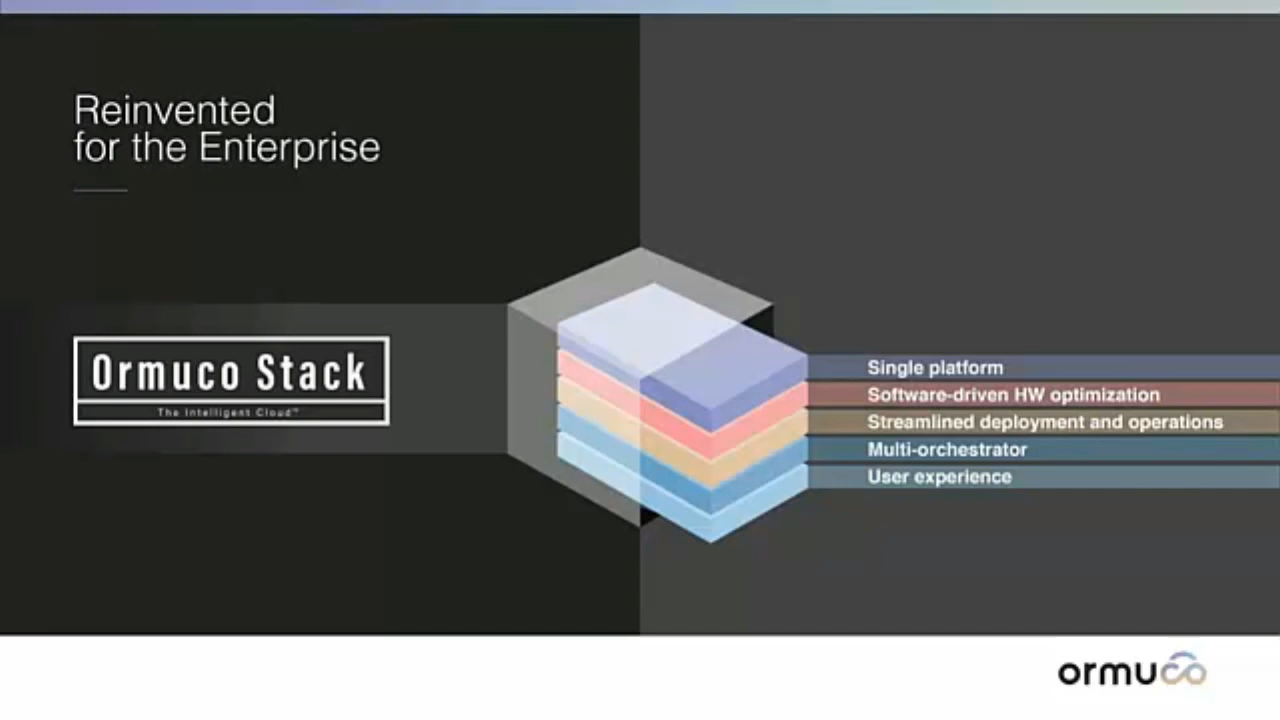 Reinvented
for the Enterprise
Ormuco Stack
The Intelligent Cloud™
Single platform
Software-driven HW optimization
Streamlined deployment and operations
Multi-orchestrator
User experience
ormuco